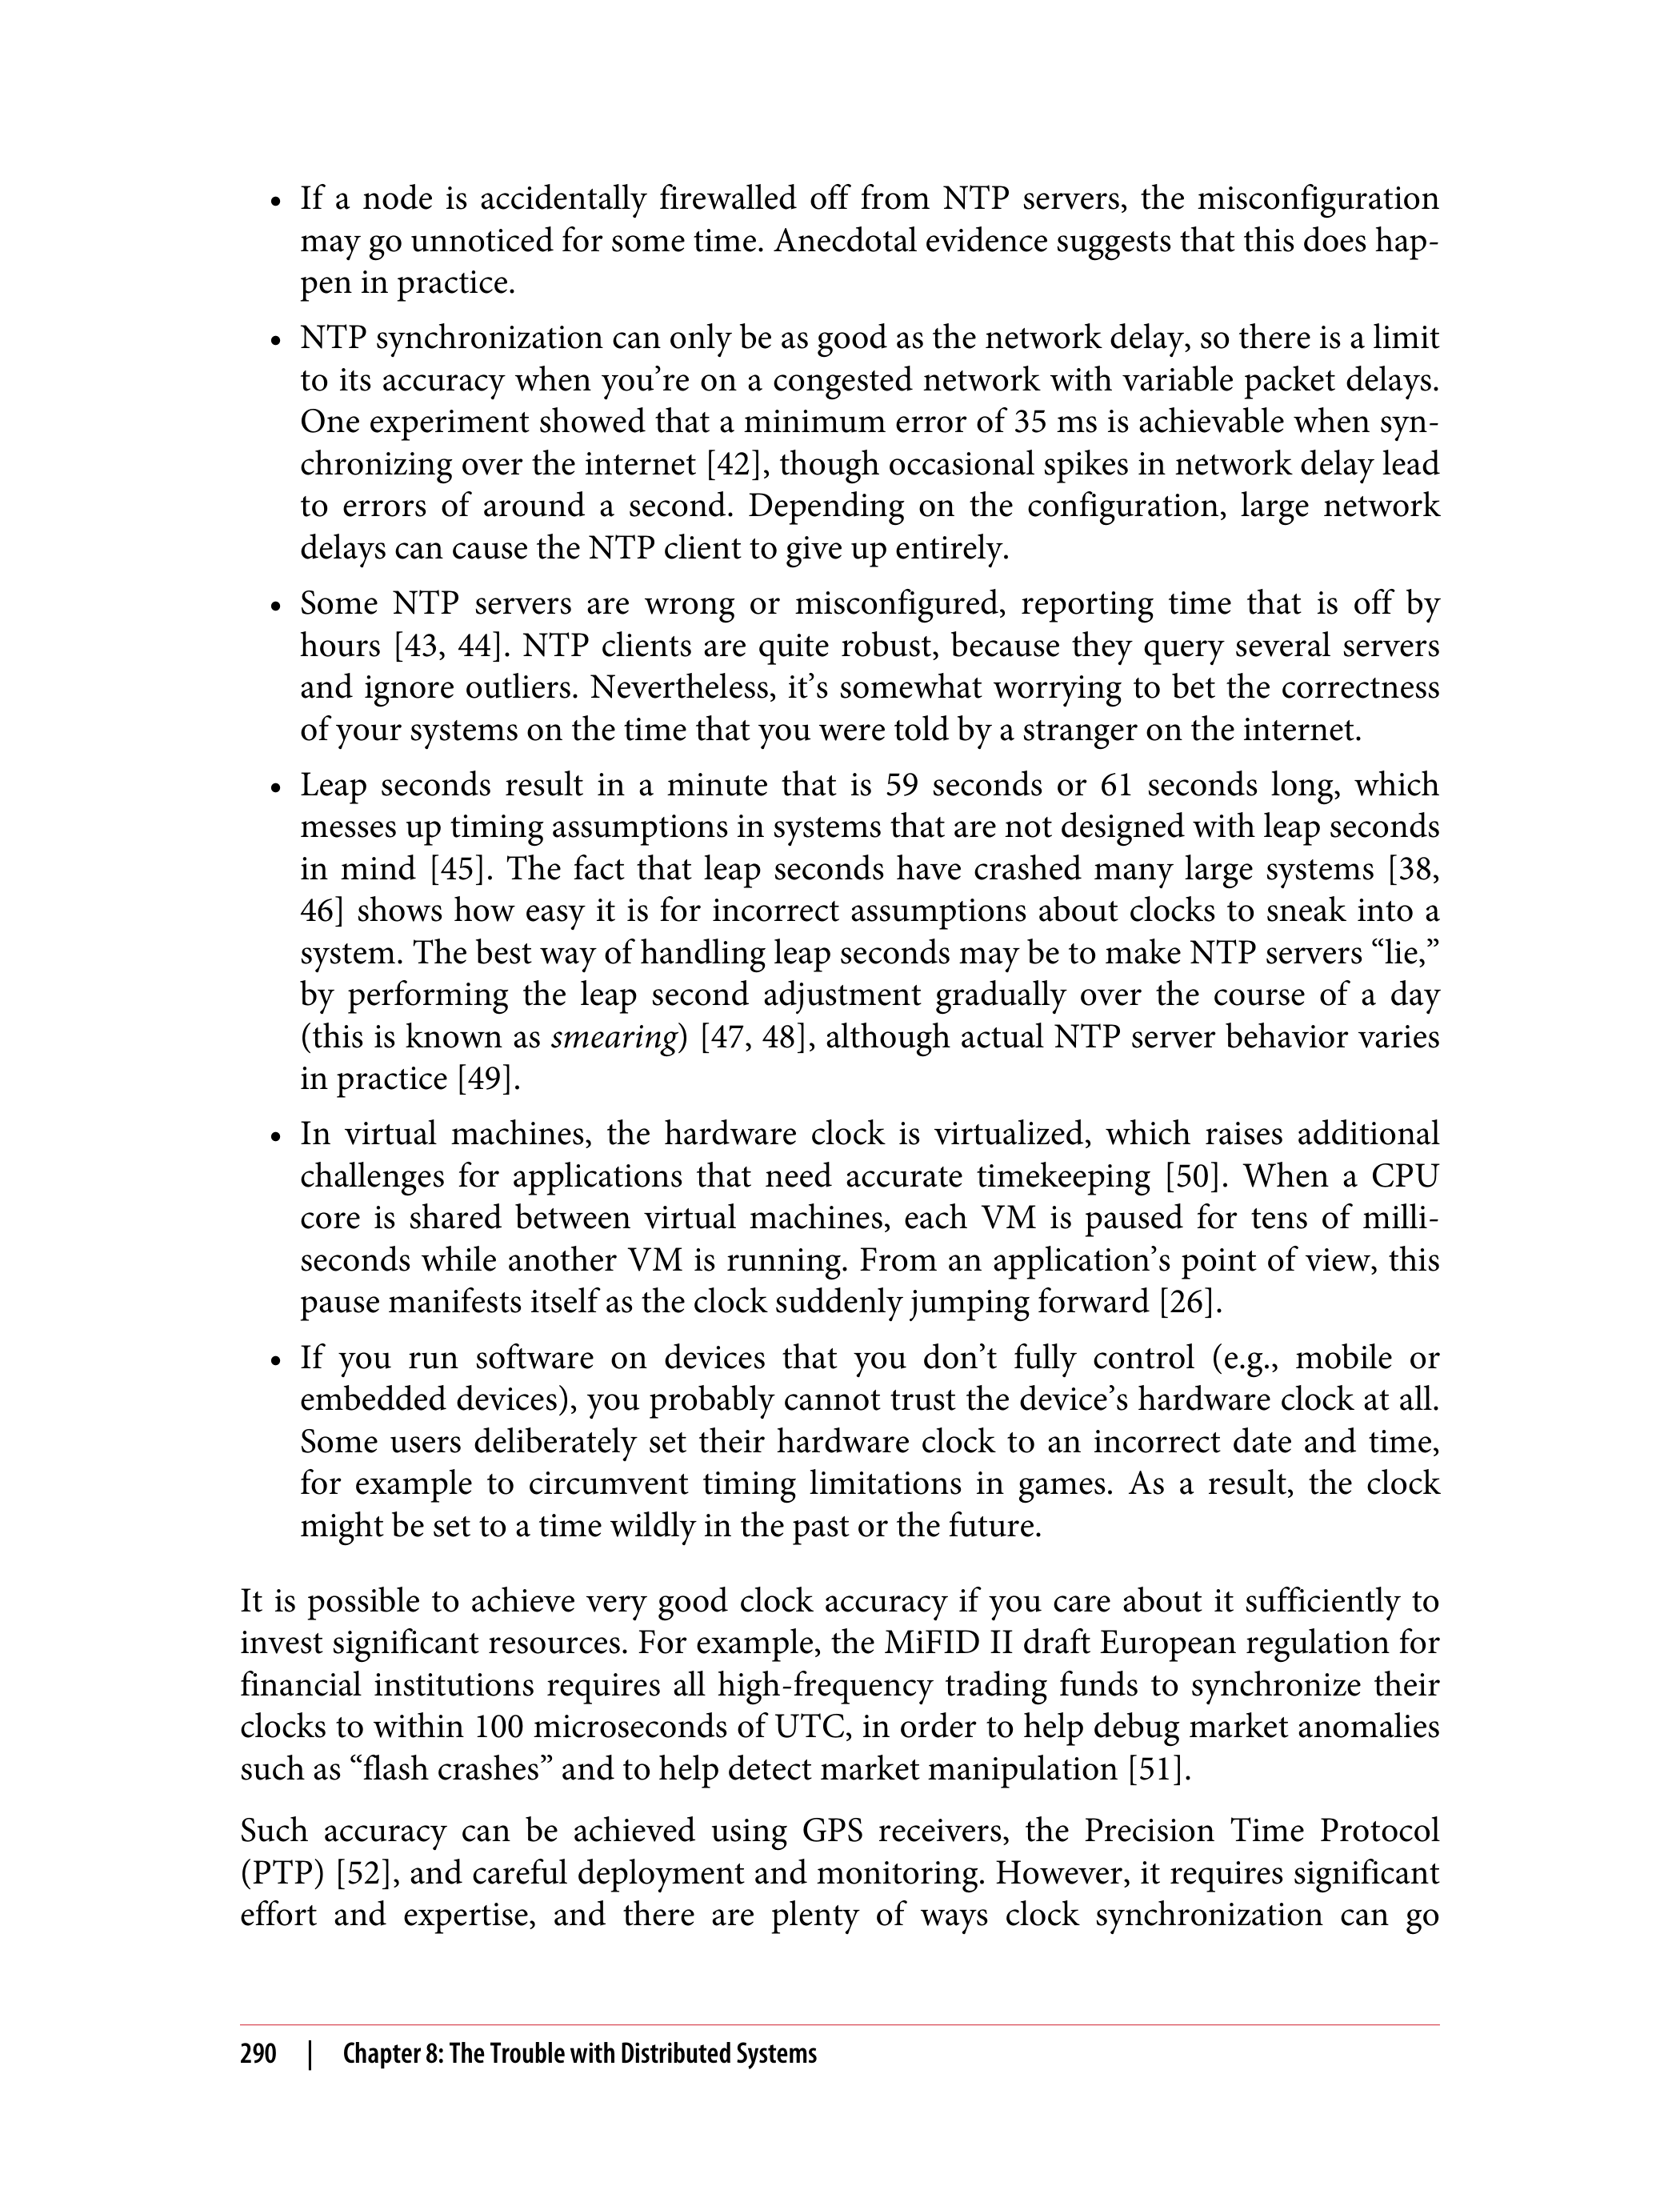 • If a node is accidentally firewalled off from NTP servers, the misconfiguration
may go unnoticed for some time. Anecdotal evidence suggests that this does hap-
pen in practice.
• NTP synchronization can only be as good as the network delay, so there is a limit
to its accuracy when you’re on a congested network with variable packet delays.
One experiment showed that a minimum error of 35 ms is achievable when syn-
chronizing over the internet [42], though occasional spikes in network delay lead
to errors of around a second. Depending on the configuration, large network
delays can cause the NTP client to give up entirely.
• Some NTP servers are wrong or misconfigured, reporting time that is off by
hours [43, 44]. NTP clients are quite robust, because they query several servers
and ignore outliers. Nevertheless, it’s somewhat worrying to bet the correctness
of your systems on the time that you were told by a stranger on the internet.
• Leap seconds result in a minute that is 59 seconds or 61 seconds long, which
messes up timing assumptions in systems that are not designed with leap seconds
in mind [45]. The fact that leap seconds have crashed many large systems [38,
46] shows how easy it is for incorrect assumptions about clocks to sneak into a
system. The best way of handling leap seconds may be to make NTP servers “lie,”
by performing the leap second adjustment gradually over the course of a day
(this is known as smearing) [47, 48], although actual NTP server behavior varies
in practice [49].
• In virtual machines, the hardware clock is virtualized, which raises additional
challenges for applications that need accurate timekeeping [50]. When a CPU
core is shared between virtual machines, each VM is paused for tens of milli-
seconds while another VM is running. From an application’s point of view, this
pause manifests itself as the clock suddenly jumping forward [26].
• If you run software on devices that you don’t fully control (e.g., mobile or
embedded devices), you probably cannot trust the device’s hardware clock at all.
Some users deliberately set their hardware clock to an incorrect date and time,
for example to circumvent timing limitations in games. As a result, the clock
might be set to a time wildly in the past or the future.
It is possible to achieve very good clock accuracy if you care about it sufficiently to
invest significant resources. For example, the MiFID II draft European regulation for
financial institutions requires all high-frequency trading funds to synchronize their
clocks to within 100 microseconds of UTC, in order to help debug market anomalies
such as “flash crashes” and to help detect market manipulation [51].
Such accuracy can be achieved using GPS receivers, the Precision Time Protocol
(PTP) [52], and careful deployment and monitoring. However, it requires significant
effort and expertise, and there are plenty of ways clock synchronization can go
290 | Chapter 8: The Trouble with Distributed Systems